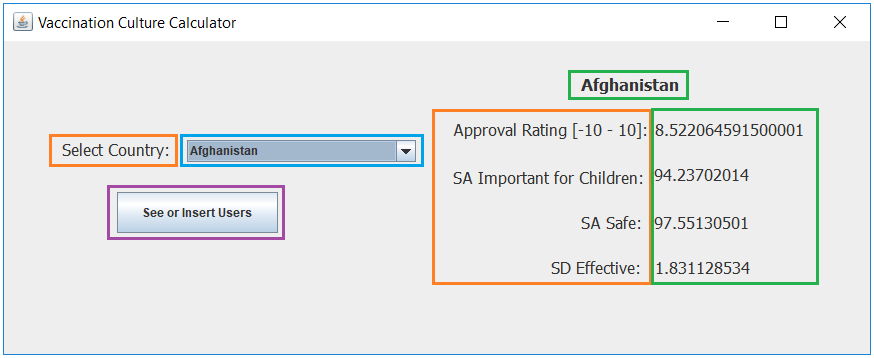 Vaccination Culture Calculator
Afghanistan
Select Country: Afghanistan
See or Insert Users
Approval Rating [-10 - 10]: 8.522064591500001
SA Important for Children: 94.23702014
SA Safe: 97.55130501
SD Effective: 1.831128534